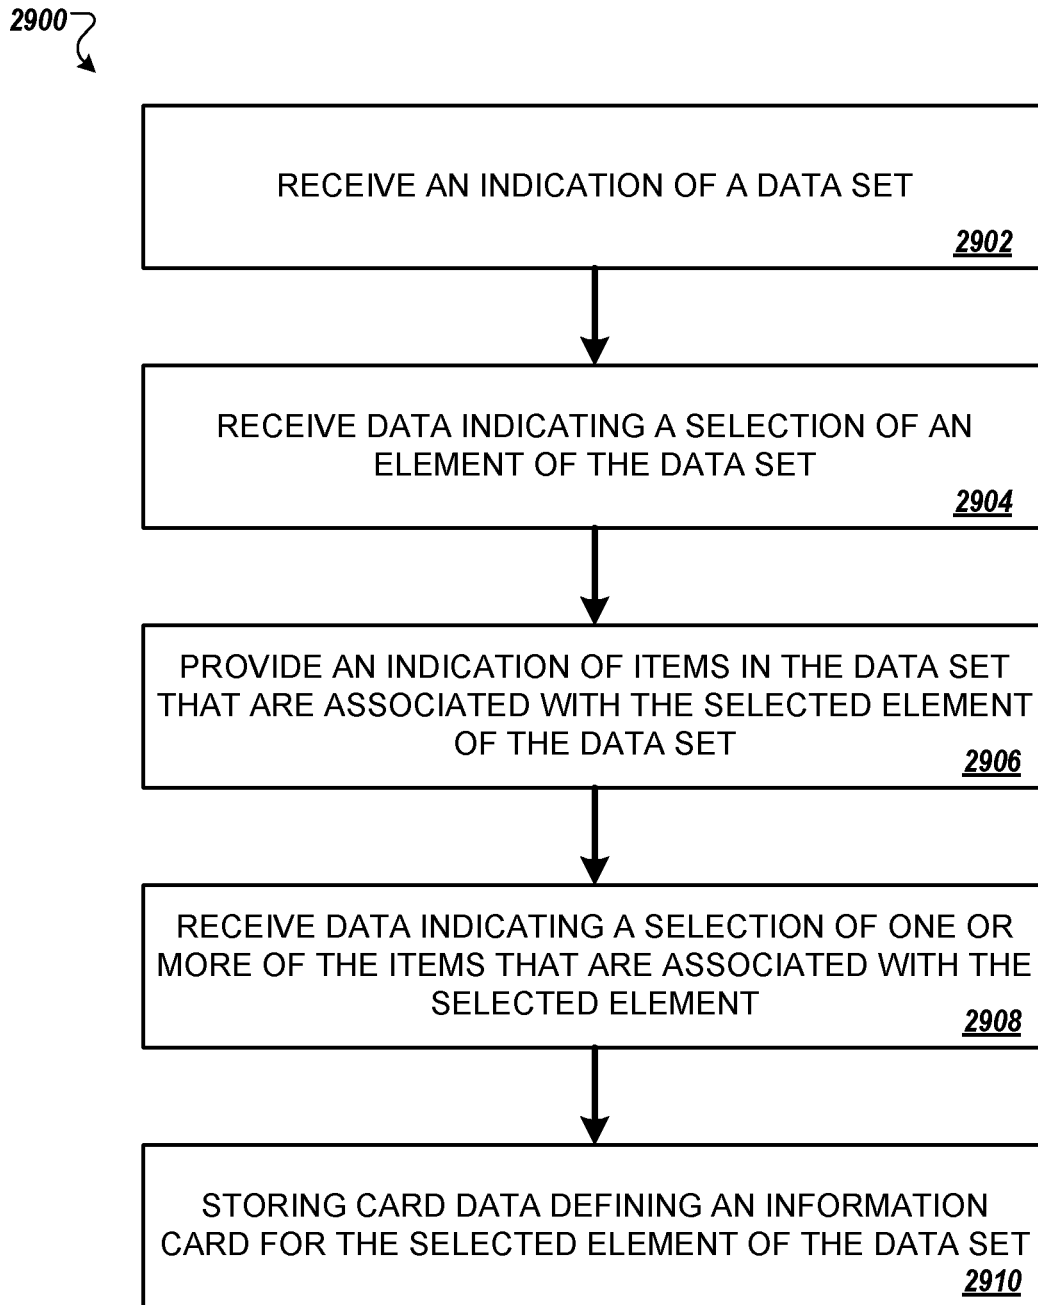 2900
RECEIVE AN INDICATION OF A DATA SET
2902
RECEIVE DATA INDICATING A SELECTION OF AN
ELEMENT OF THE DATA SET
2904
PROVIDE AN INDICATION OF ITEMS IN THE DATA SET
THAT ARE ASSOCIATED WITH THE SELECTED ELEMENT
OF THE DATA SET
2906
RECEIVE DATA INDICATING A SELECTION OF ONE OR
MORE OF THE ITEMS THAT ARE ASSOCIATED WITH THE
SELECTED ELEMENT
2908
STORING CARD DATA DEFINING AN INFORMATION
CARD FOR THE SELECTED ELEMENT OF THE DATA SET
2910